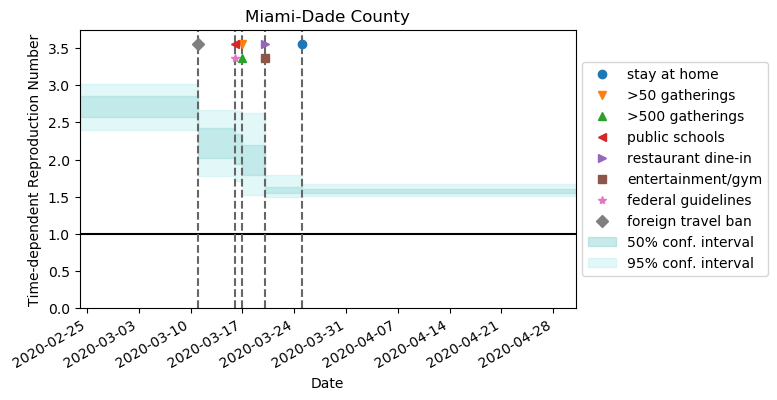 Miami-Dade County
Time-dependent Reproduction Number
3.5
3.0
2.5
2.0
1.5
1.0
0.5
0.0
2020-02-25
2020-03-03
2020-03-10
2020-03-17
2020-03-24
2020-03-31
2020-04-07
2020-04-14
2020-04-21
2020-04-28
Date
stay at home
>50 gatherings
>500 gatherings
public schools
restaurant dine-in
entertainment/gym
federal guidelines
foreign travel ban
50% conf. interval
95% conf. interval